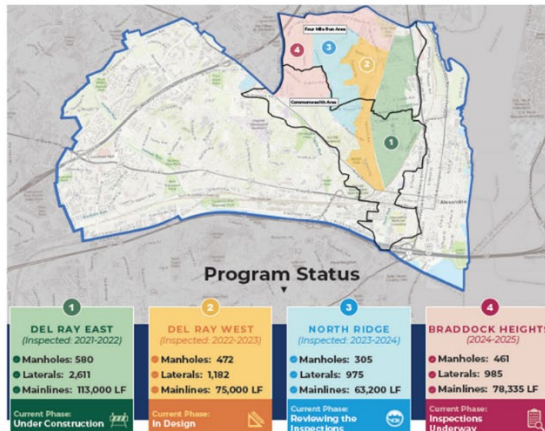 4
Four Mile Run Area
3
2
Commonwealth Area
1
Alexandria
Program Status
1
DEL RAY EAST
(Inspected: 2021-2022)
Manholes: 580
Laterals: 2,611
Mainlines: 113,000 LF
Current Phase:
Under Construction
2
DEL RAY WEST
(Inspected: 2022-2023)
Manholes: 472
Laterals: 1,182
Mainlines: 75,000 LF
Current Phase:
In Design
3
NORTH RIDGE
(Inspected: 2023-2024)
Manholes: 305
Laterals: 975
Mainlines: 63,200 LF
Current Phase:
Reviewing the
Inspections
4
BRADDOCK HEIGHTS
(2024-2025)
Manholes: 461
Laterals: 985
Mainlines: 78,335 LF
Current Phase:
Inspections
Underway